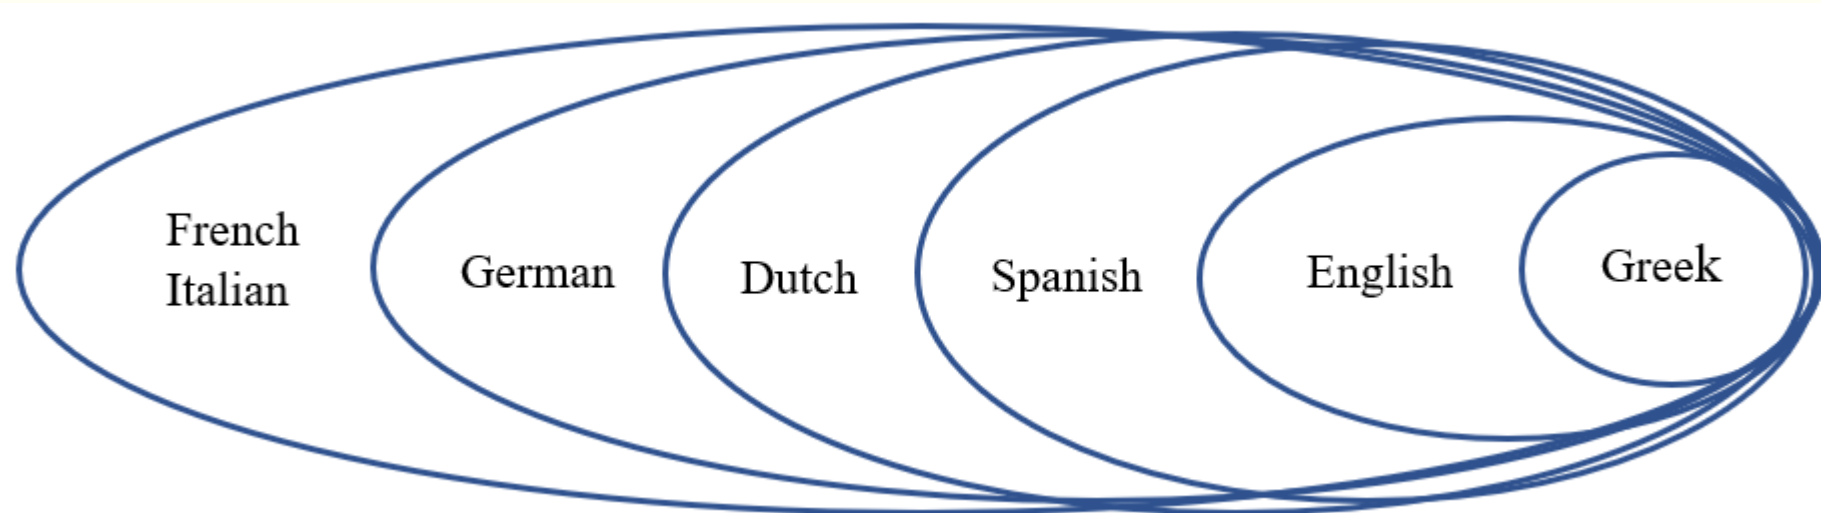 French
Italian
German
Dutch
Spanish
English
Greek